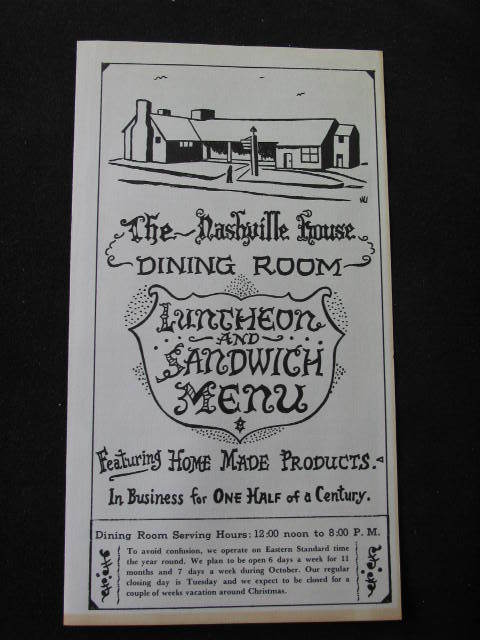 The Nashville House
DINING ROOM
LUNCHEON
AND
SANDWICH
MENU
Featuring HOME MADE PRODUCTS.
In Business for ONE HALF of a Century.
Dining Room Serving Hours: 12:00 noon to 8:00 P. M.
To avoid confusion, we operate on Eastern Standard time
the year round. We plan to be open 6 days a week for 11
months and 7 days a week during October. Our regular
closing day is Tuesday and we expect to be closed for a
couple of weeks vacation around Christmas.